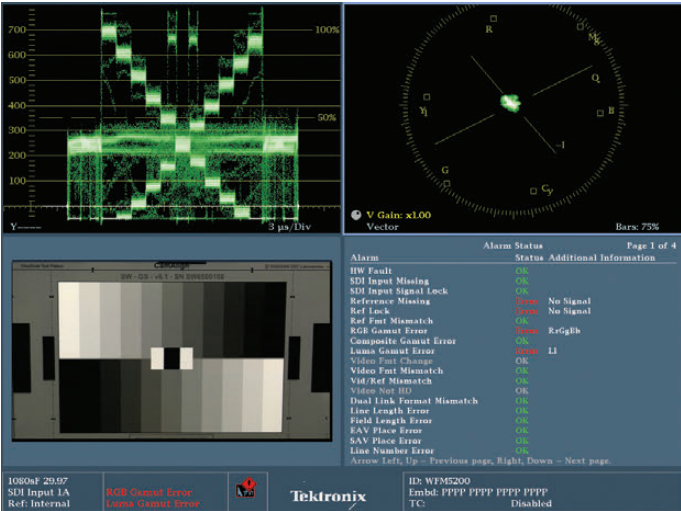 700
600
500
400
300
200
100
100%
50%
Y----
3 µs/Div
R
Mg
Q
B
Yl
-I
G
Cy
V Gain: x1.00
Vector
Bars: 75%
CamAlign
SW - GS - v6.1 - SN
Alarm Status Page 1 of 4
Alarm Status Additional Information
HW Fault OK
SDI Input Missing OK
SDI Input Signal Lock OK
Reference Missing Error No Signal
Ref Lock Error No Signal
Ref Fmt Mismatch OK
RGB Gamut Error Error RrGgBb
Composite Gamut Error OK
Luma Gamut Error Error Ll
Video Fmt Change OK
Video Fmt Mismatch OK
Vid/Ref Mismatch OK
Video Not HD OK
Dual Link Format Mismatch OK
Line Length Error OK
Field Length Error OK
EAV Place Error OK
SAV Place Error OK
Line Number Error OK
Arrow Left, Up – Previous page, Right, Down – Next page.
1080sF 29.97
SDI Input 1A
Ref: Internal
RGB Gamut Error
Luma Gamut Error
Tektronix
ID: WFM5200
Embd: PPPP PPPP PPPP PPPP
TC: Disabled